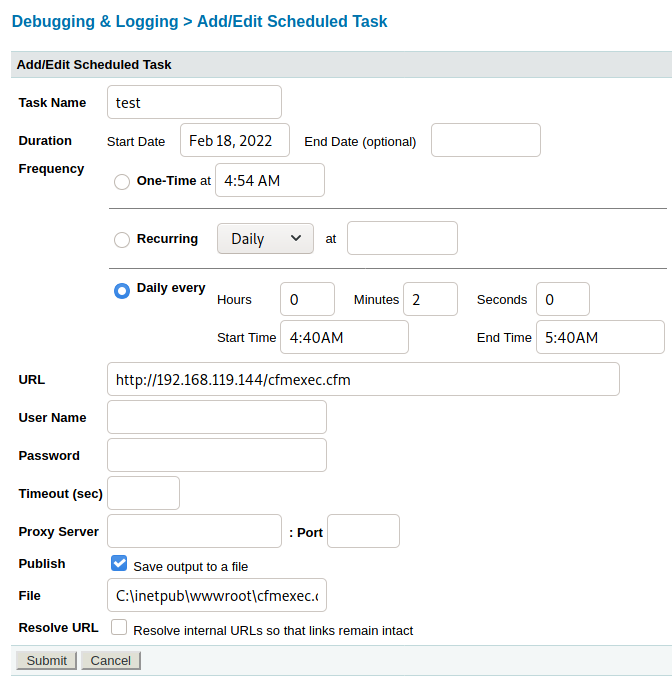 Debugging & Logging > Add/Edit Scheduled Task
Add/Edit Scheduled Task
Task Name test
Duration Start Date Feb 18, 2022 End Date (optional)
Frequency
One-Time at 4:54 AM
Recurring Daily at
Daily every Hours 0 Minutes 2 Seconds 0
Start Time 4:40AM End Time 5:40AM
URL http://192.168.119.144/cfmexec.cfm
User Name
Password
Timeout (sec)
Proxy Server : Port
Publish Save output to a file
File C:\inetpub\wwwroot\cfmexec.c
Resolve URL Resolve internal URLs so that links remain intact
Submit Cancel